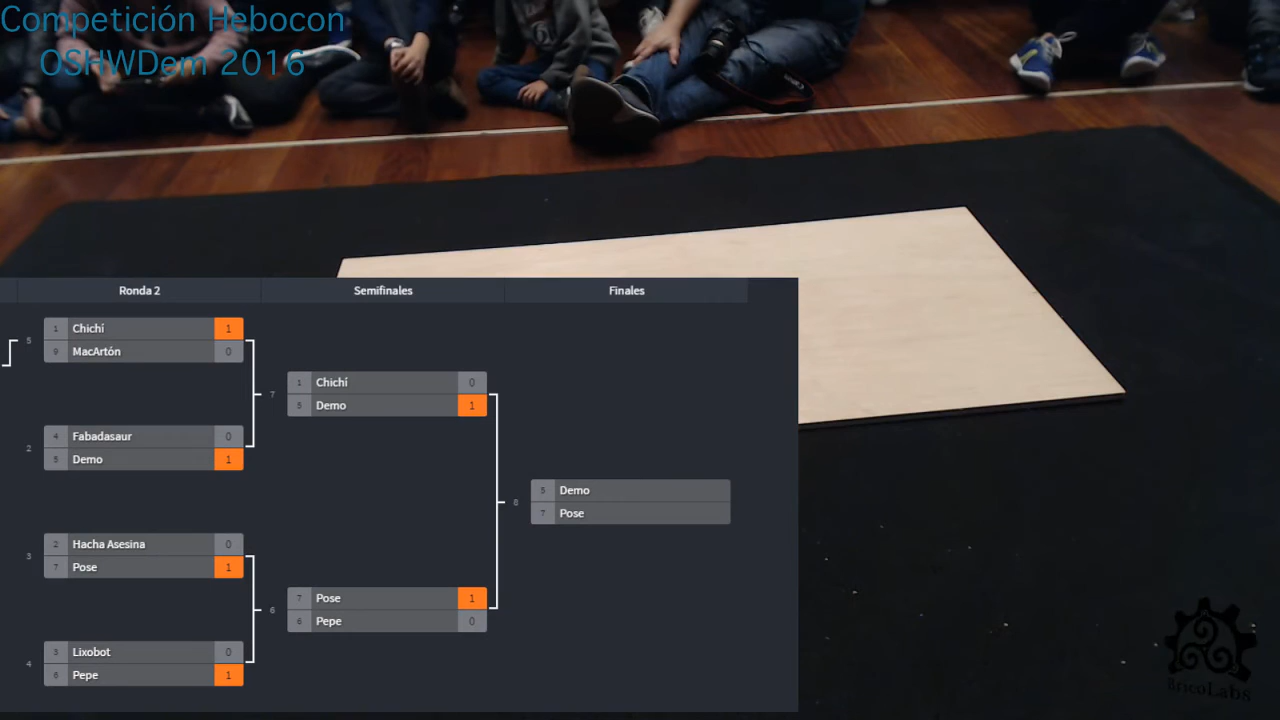 Competición Hebocon
OSHWDem 2016
Ronda 2
Semifinales
Finales
5
1 Chichí 1
9 MacArtón 0
2
4 Fabadasaur 0
5 Demo 1
3
2 Hacha Asesina 0
7 Pose 1
4
3 Lixobot 0
6 Pepe 1
7
1 Chichí 0
5 Demo 1
6
7 Pose 1
6 Pepe 0
8
5 Demo
7 Pose
BricoLabs